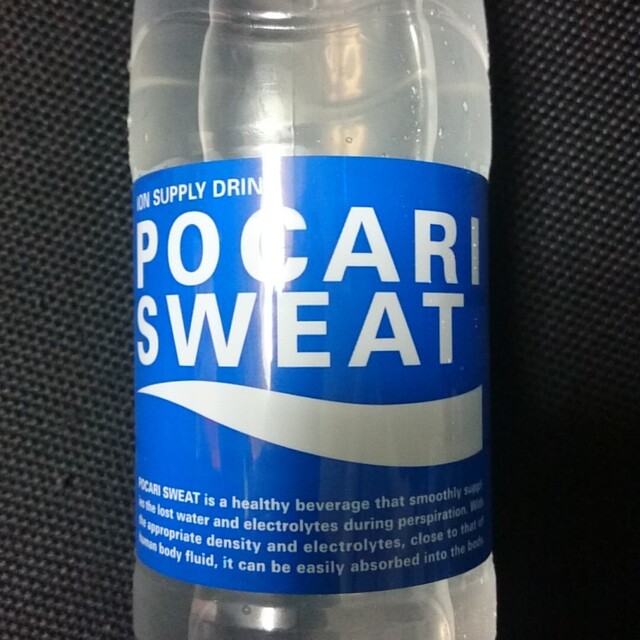 ION SUPPLY DRIN
POCARI
SWEAT
POCARI SWEAT is a healthy beverage that smoothly suppl
ies the lost water and electrolytes during perspiration. With
the appropriate density and electrolytes, close to that of
human body fluid, it can be easily absorbed into the body.